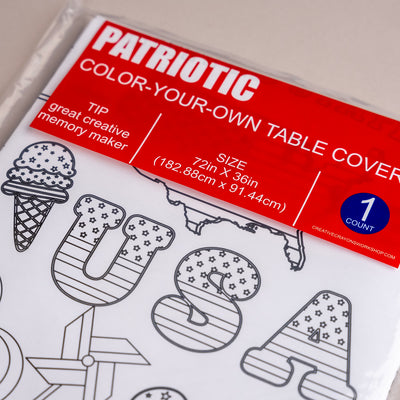 PATRIOTIC
COLOR-YOUR-OWN TABLE COVER
TIP
great creative
memory maker
SIZE
72in X 36in
(182.88cm x 91.44cm)
1
COUNT
CREATIVECRAYONSWORKSHOP.COM
USA